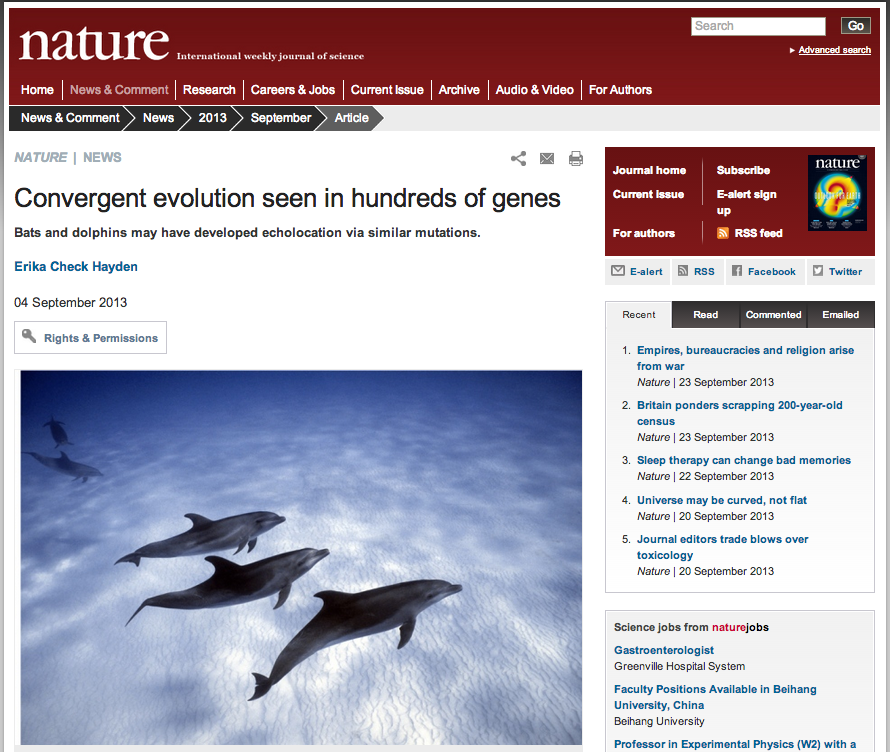 nature International weekly journal of science
Search
Go
Advanced search
Home
News & Comment
Research
Careers & Jobs
Current Issue
Archive
Audio & Video
For Authors
News & Comment
News
2013
September
Article
NATURE | NEWS
Convergent evolution seen in hundreds of genes
Bats and dolphins may have developed echolocation via similar mutations.
Erika Check Hayden
04 September 2013
Rights & Permissions
Journal home
Current issue
For authors
Subscribe
E-alert sign
up
RSS feed
nature
E-alert
RSS
Facebook
Twitter
Recent
Read
Commented
Emailed
1. Empires, bureaucracies and religion arise
from war
Nature | 23 September 2013
2. Britain ponders scrapping 200-year-old
census
Nature | 23 September 2013
3. Sleep therapy can change bad memories
Nature | 22 September 2013
4. Universe may be curved, not flat
Nature | 20 September 2013
5. Journal editors trade blows over
toxicology
Nature | 20 September 2013
Science jobs from naturejobs
Gastroenterologist
Greenville Hospital System
Faculty Positions Available in Beihang
University, China
Beihang University
Professor in Experimental Physics (W2) with a